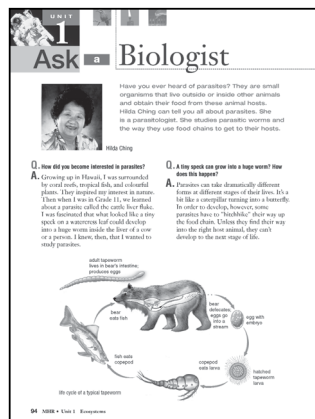 UNIT
1
Ask a Biologist
Have you ever heard of parasites? They are small
organisms that live outside or inside other animals
and obtain their food from these animal hosts.
Hilda Ching can tell you all about parasites. She
is a parasitologist. She studies parasitic worms and
the way they use food chains to get to their hosts.
Hilda Ching
Q. How did you become interested in parasites?
A. Growing up in Hawaii, I was surrounded
by coral reefs, tropical fish, and colourful
plants. They inspired my interest in nature.
Then when I was in Grade 11, we learned
about a parasite called the cattle liver fluke.
I was fascinated that what looked like a tiny
speck on a watercress leaf could develop
into a huge worm inside the liver of a cow
or a person. I knew, then, that I wanted to
study parasites.
Q. A tiny speck can grow into a huge worm? How
does this happen?
A. Parasites can take dramatically different
forms at different stages of their lives. It's a
bit like a caterpillar turning into a butterfly.
In order to develop, however, some
parasites have to "hitchhike" their way up
the food chain. Unless they find their way
into the right host animal, they can't
develop to the next stage of life.
adult tapeworm
lives in bear's intestine,
produces eggs
bear
eats fish
bear
defecates;
eggs go
into a
stream
egg with
embryo
fish eats
copepod
copepod
eats larva
hatched
tapeworm
larva
life cycle of a typical tapeworm
94 MHR • Unit 1 Ecosystems